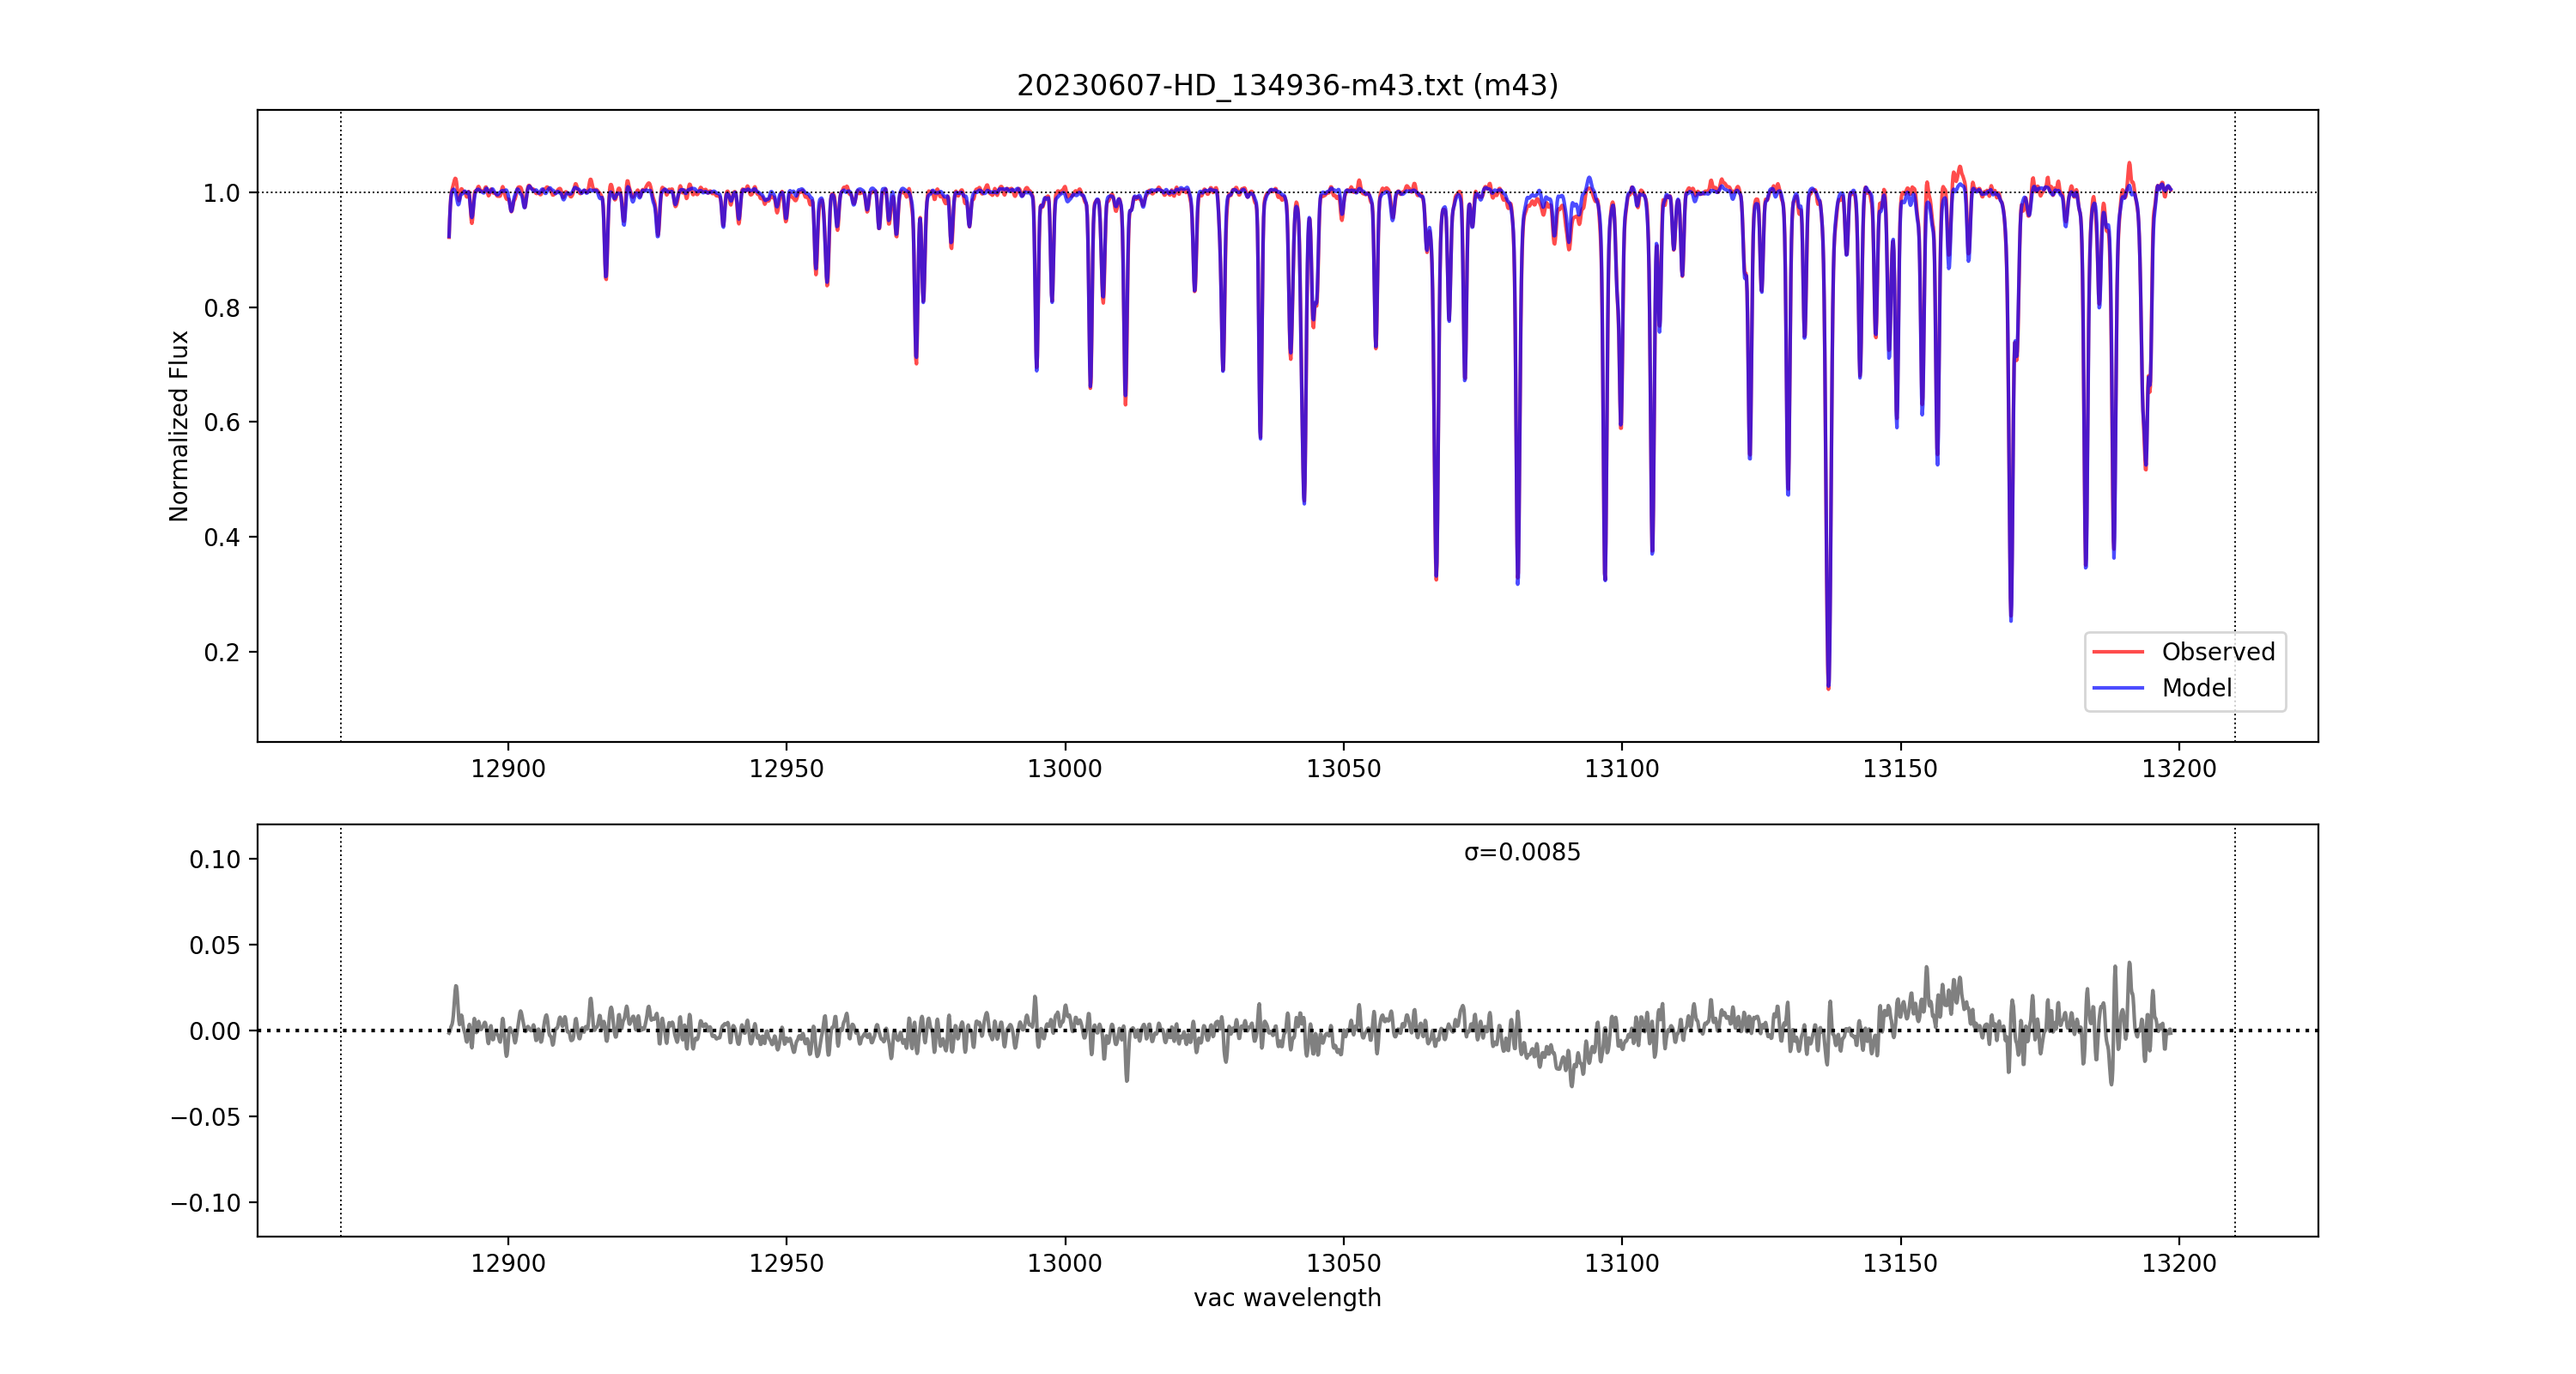 20230607-HD_134936-m43.txt (m43)
Normalized Flux
1.0
0.8
0.6
0.4
0.2
Observed
Model
12900 12950 13000 13050 13100 13150 13200
σ=0.0085
0.10
0.05
0.00
−0.05
−0.10
12900 12950 13000 13050 13100 13150 13200
vac wavelength